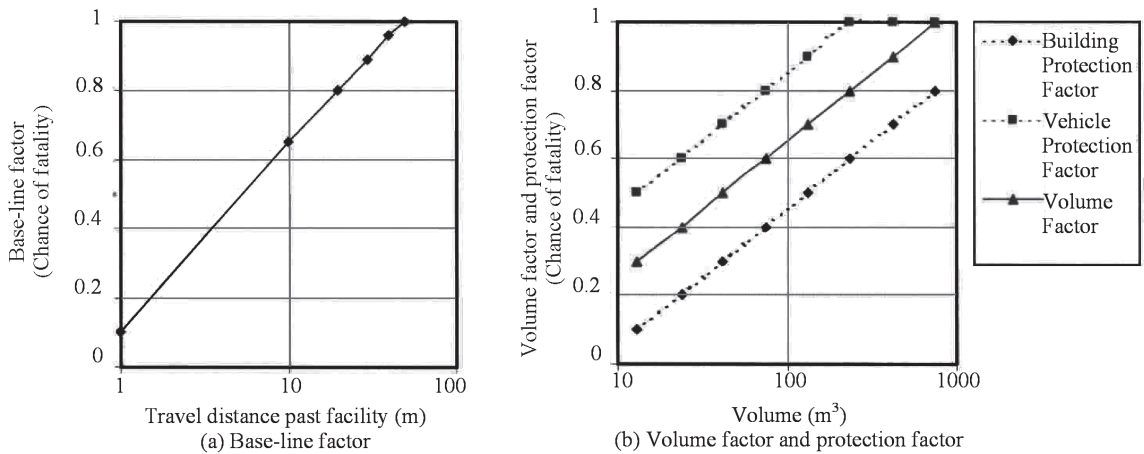 Base-line factor
(Chance of fatality)
1
0.8
0.6
0.4
0.2
0
1
10
100
Travel distance past facility (m)
(a) Base-line factor
Volume factor and protection factor
(Chance of fatality)
1
0.8
0.6
0.4
0.2
0
10
100
1000
Volume (m³)
(b) Volume factor and protection factor
Building
Protection
Factor
Vehicle
Protection
Factor
Volume
Factor